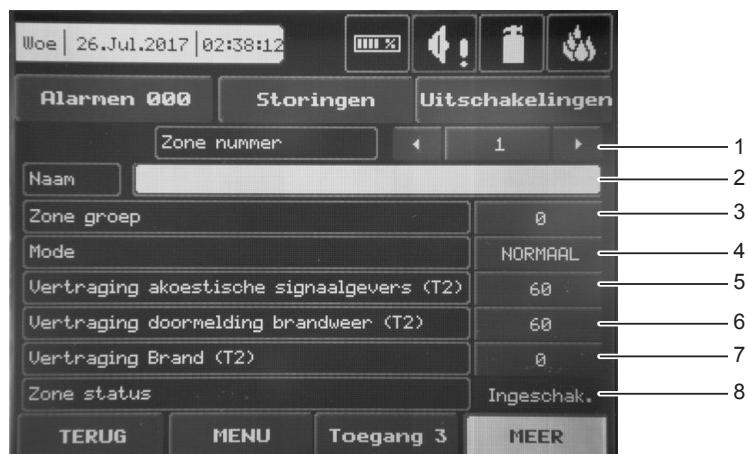 Woe 26.Jul.2017 02:38:12
Alarmen 000 Storingen Uitschakelingen
Zone nummer 1 1
Naam 2
Zone groep 0 3
Mode NORMAAL 4
Vertraging akoestische signaalgevers (T2) 60 5
Vertraging doormelding brandweer (T2) 60 6
Vertraging Brand (T2) 0 7
Zone status Ingeschak. 8
TERUG MENU Toegang 3 MEER